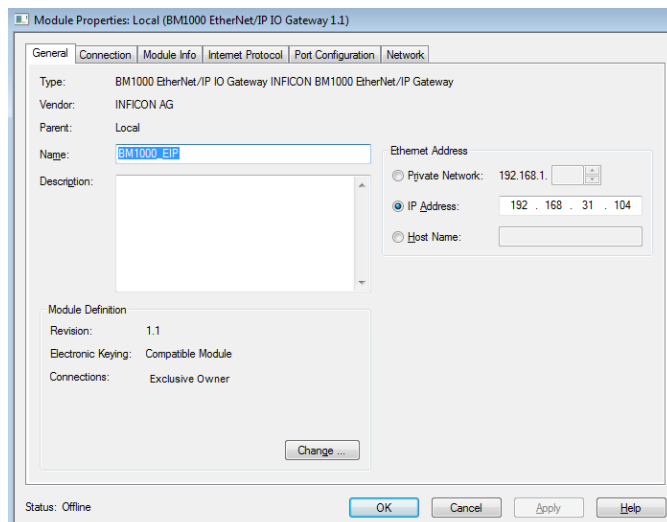 Module Properties: Local (BM1000 EtherNet/IP IO Gateway 1.1)
General Connection Module Info Internet Protocol Port Configuration Network
Type: BM1000 EtherNet/IP IO Gateway INFICON BM1000 EtherNet/IP Gateway
Vendor: INFICON AG
Parent: Local
Name: BM1000_EIP
Description:
Ethernet Address
Private Network: 192.168.1.
IP Address: 192 . 168 . 31 . 104
Host Name:
Module Definition
Revision: 1.1
Electronic Keying: Compatible Module
Connections: Exclusive Owner
Change ...
Status: Offline
OK Cancel Apply Help